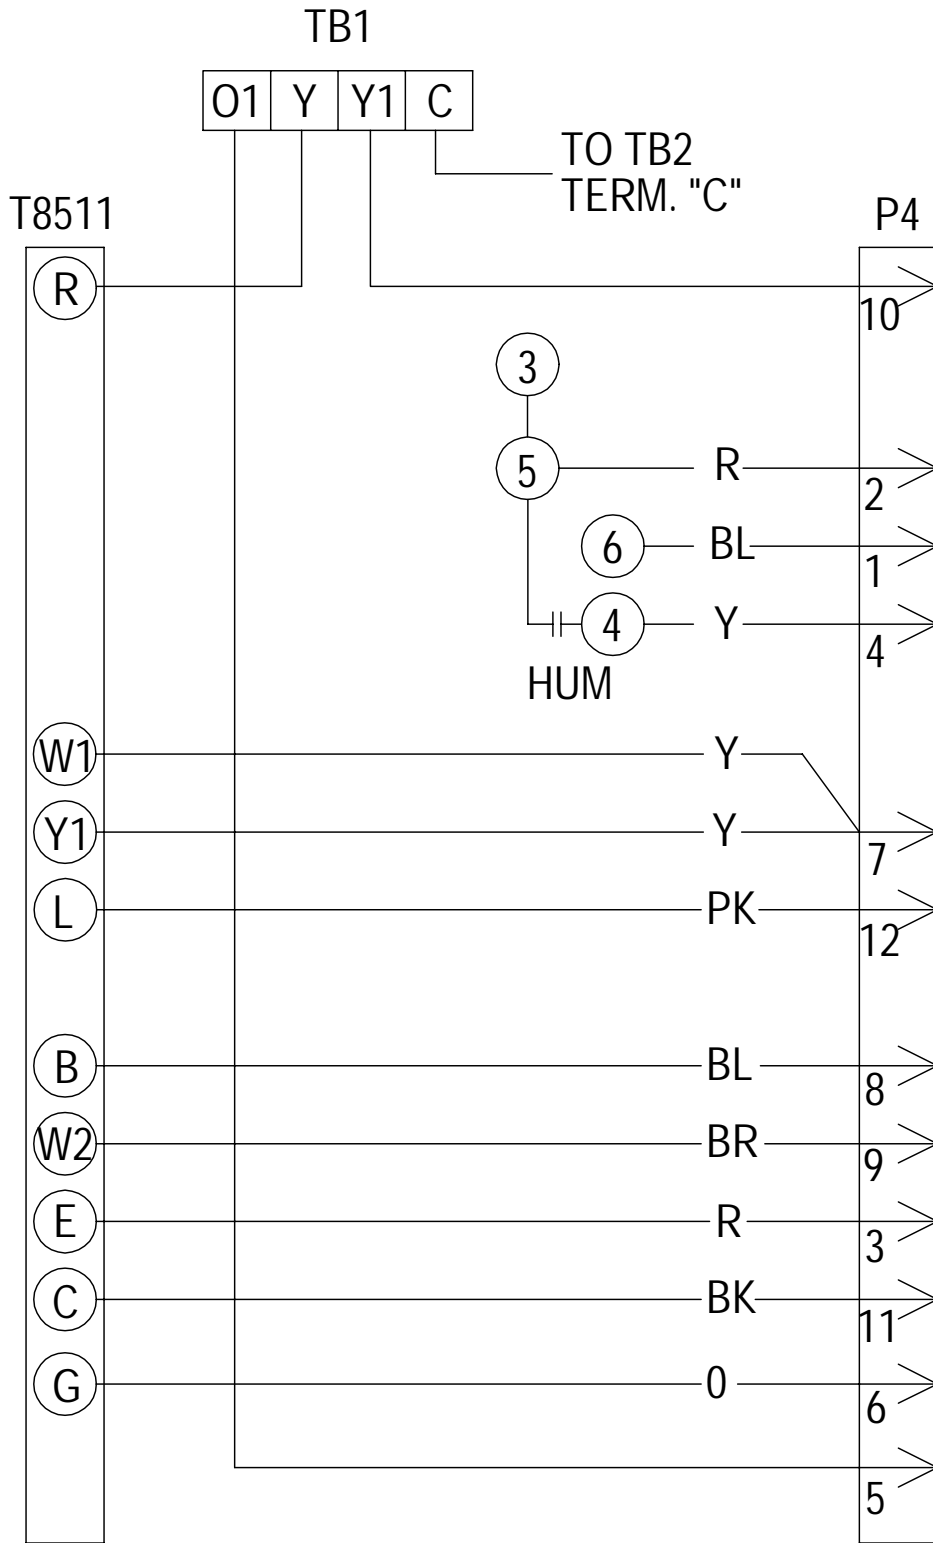 TB1
O1 Y Y1 C
TO TB2
TERM. "C"
T8511
P4
R
10
3
5 R 2
6 BL 1
4 Y 4
HUM
W1 Y
Y1 Y 7
L PK 12
B BL 8
W2 BR 9
E R 3
C BK 11
G 0 6
5